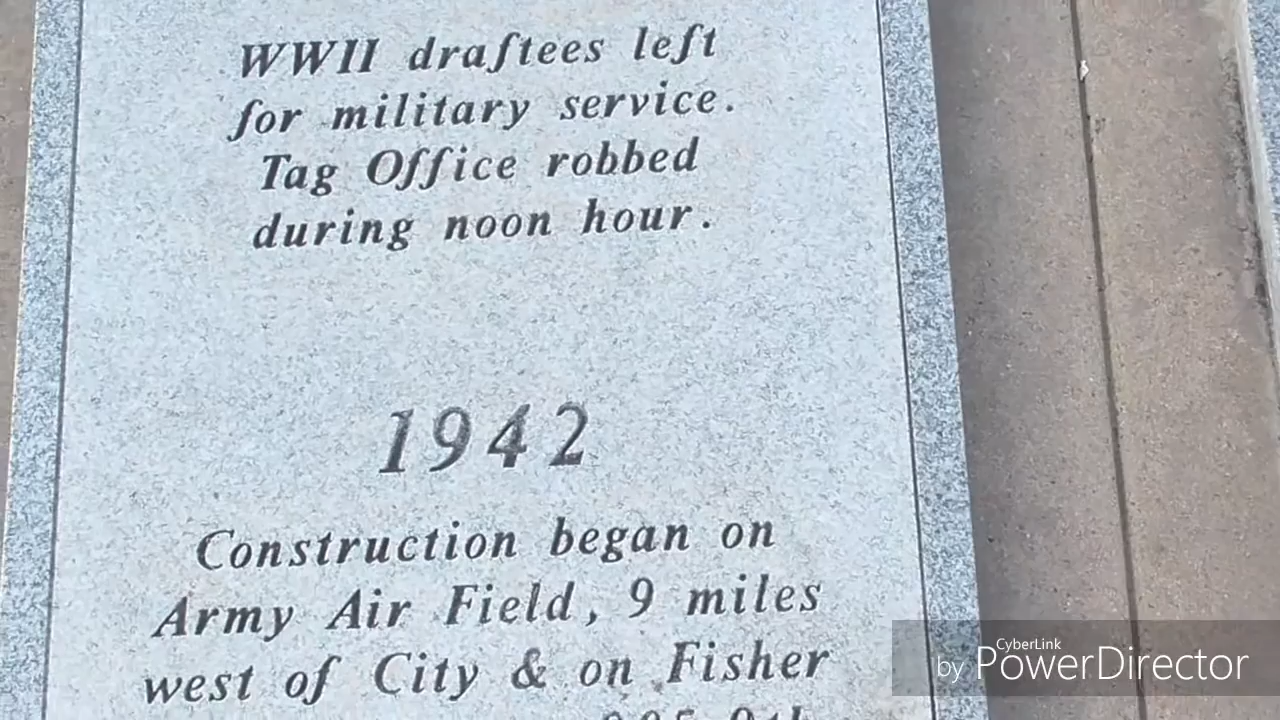 WWII draftees left
for military service.
Tag Office robbed
during noon hour.
1942
Construction began on
Army Air Field, 9 miles
west of City & on Fisher
CyberLink
by PowerDirector